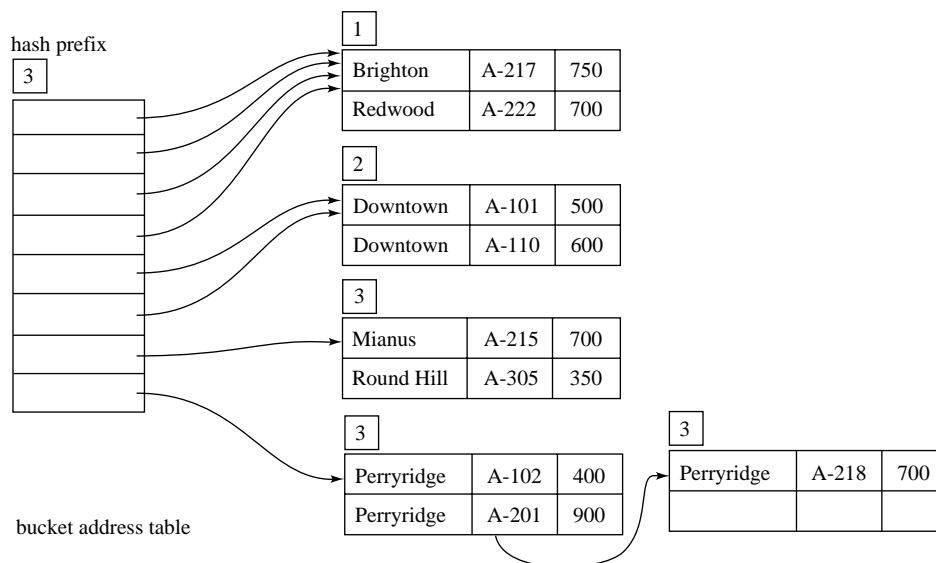 hash prefix
3
1
Brighton A-217 750
Redwood A-222 700
2
Downtown A-101 500
Downtown A-110 600
3
Mianus A-215 700
Round Hill A-305 350
3
Perryridge A-102 400
Perryridge A-201 900
3
Perryridge A-218 700
bucket address table